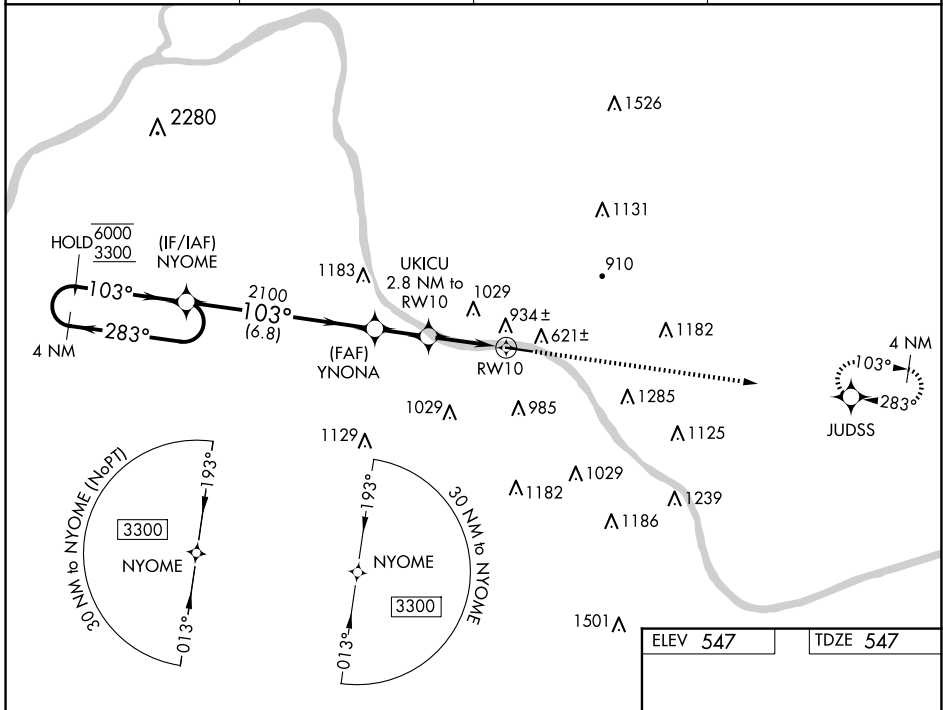 2280
1526
1131
910
HOLD 6000
3300
(IF/IAF)
NYOME
103°
283°
4 NM
2100
103°
(6.8)
1183
UKICU
2.8 NM to
RW10
1029
934±
621±
1182
(FAF)
YNONA
RW10
4 NM
103°
283°
JUDSS
1029
985
1285
1129
1125
1182
1029
1239
1186
1501
30 NM to NYOME (NoPT)
193°
3300
NYOME
013°
193°
NYOME
3300
013°
30 NM to NYOME
ELEV 547
TDZE 547